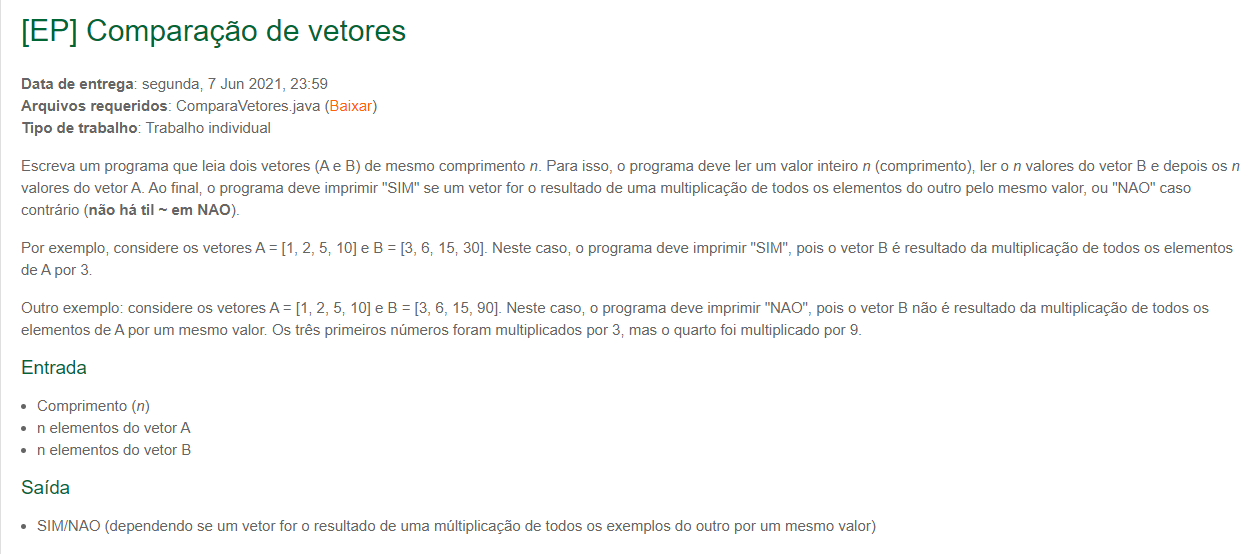 [EP] Comparação de vetores
Data de entrega: segunda, 7 Jun 2021, 23:59
Arquivos requeridos: ComparaVetores.java (Baixar)
Tipo de trabalho: Trabalho individual
Escreva um programa que leia dois vetores (A e B) de mesmo comprimento n. Para isso, o programa deve ler um valor inteiro n (comprimento), ler o n valores do vetor B e depois os n
valores do vetor A. Ao final, o programa deve imprimir "SIM" se um vetor for o resultado de uma multiplicação de todos os elementos do outro pelo mesmo valor, ou "NAO" caso
contrário (não há til ~ em NAO).
Por exemplo, considere os vetores A = [1, 2, 5, 10] e B = [3, 6, 15, 30]. Neste caso, o programa deve imprimir "SIM", pois o vetor B é resultado da multiplicação de todos os elementos
de A por 3.
Outro exemplo: considere os vetores A = [1, 2, 5, 10] e B = [3, 6, 15, 90]. Neste caso, o programa deve imprimir "NAO", pois o vetor B não é resultado da multiplicação de todos os
elementos de A por um mesmo valor. Os três primeiros números foram multiplicados por 3, mas o quarto foi multiplicado por 9.
Entrada
• Comprimento (n)
• n elementos do vetor A
• n elementos do vetor B
Saída
• SIM/NAO (dependendo se um vetor for o resultado de uma múltiplicação de todos os exemplos do outro por um mesmo valor)